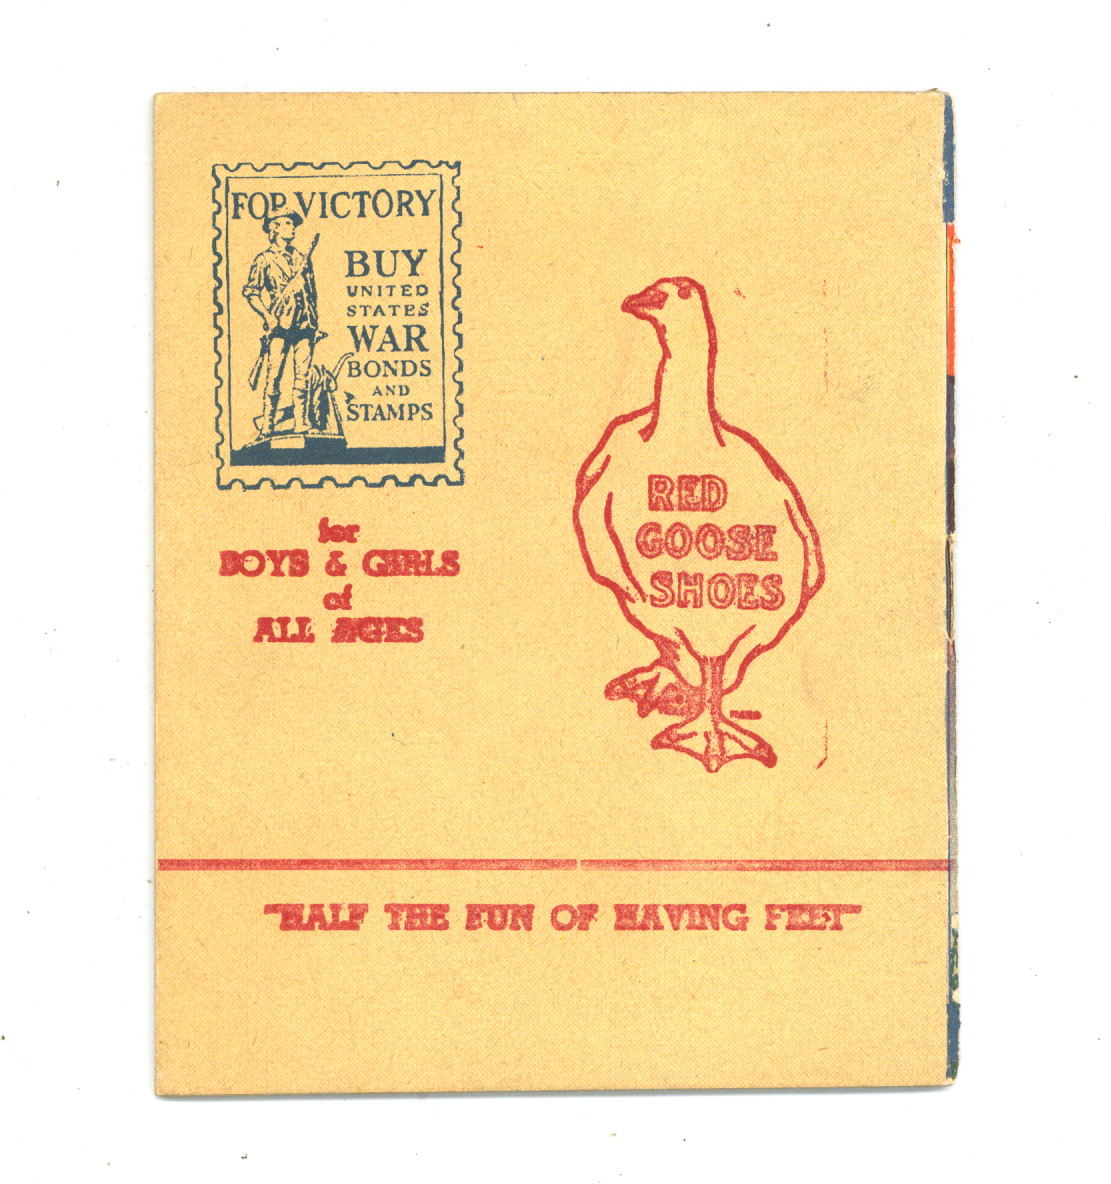 FOR VICTORY
BUY
UNITED
STATES
WAR
BONDS
AND
STAMPS
for
BOYS & GIRLS
of
ALL AGES
RED
GOOSE
SHOES
"HALF THE FUN OF HAVING FEET"